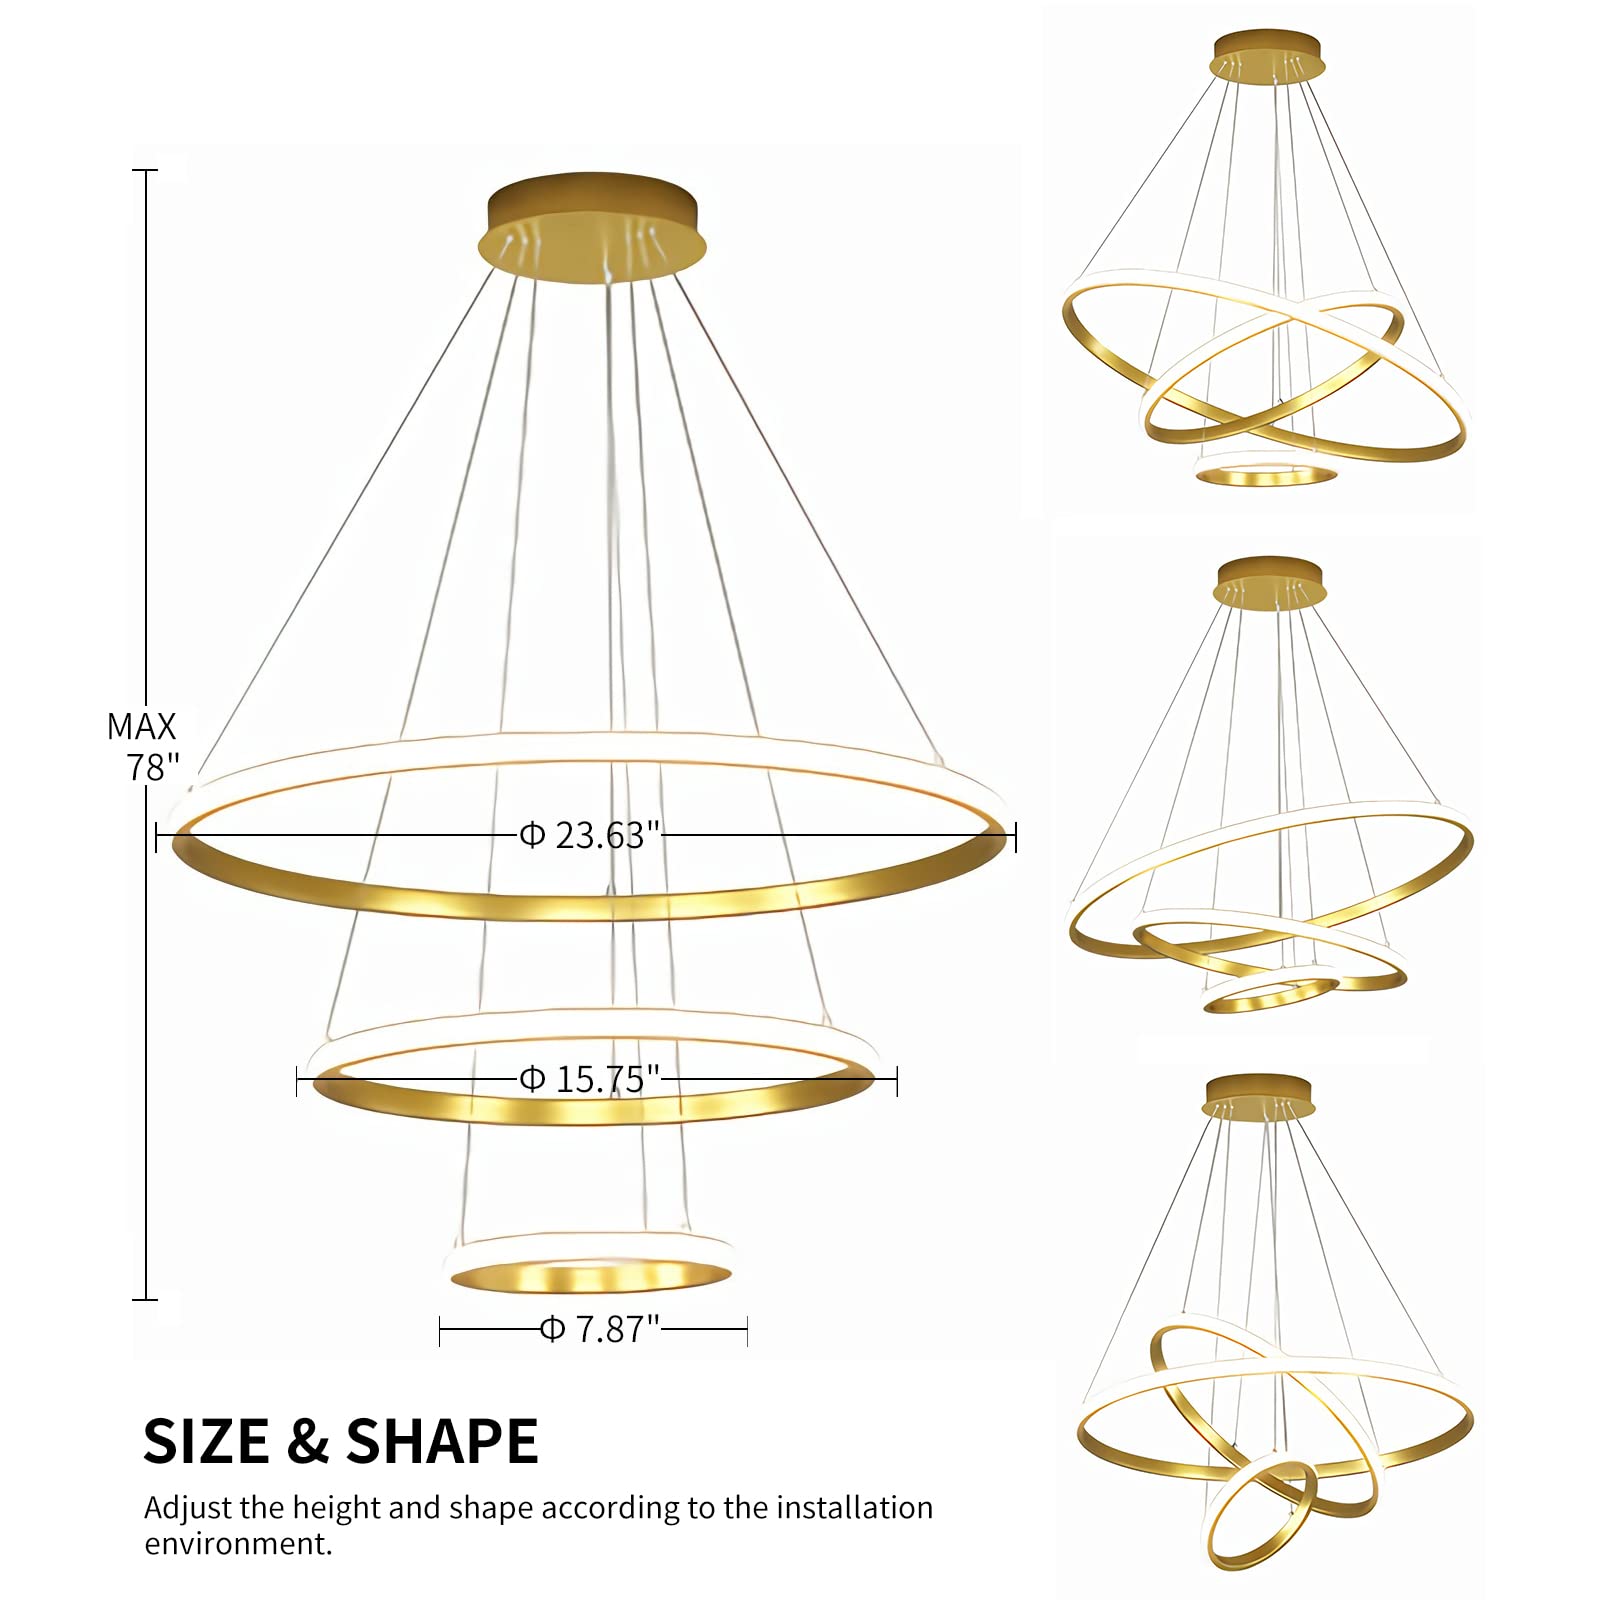 MAX
78"
Φ 23.63"
Φ 15.75"
Φ 7.87"
SIZE & SHAPE
Adjust the height and shape according to the installation
environment.